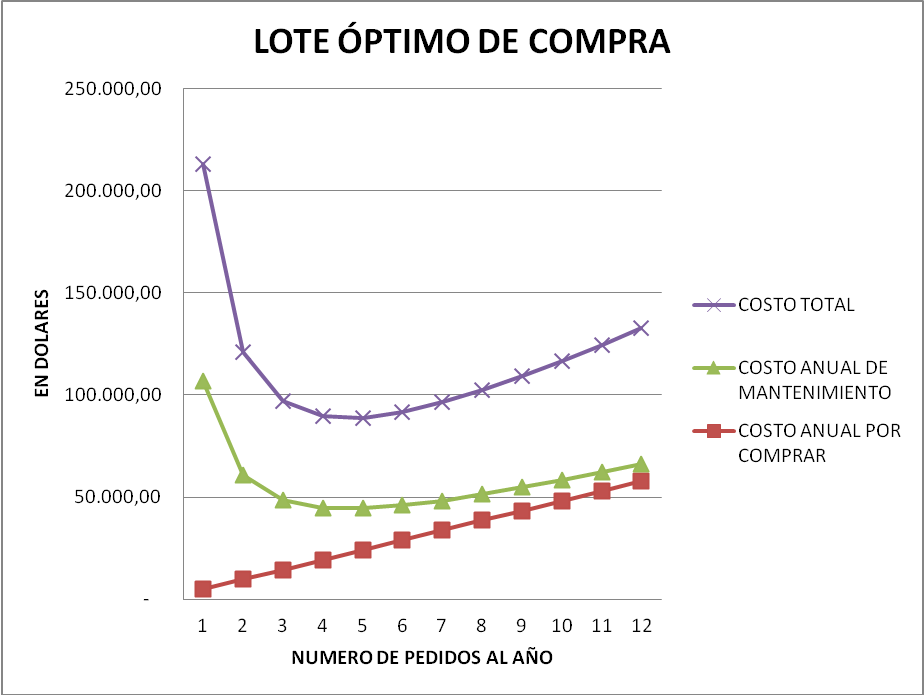 LOTE ÓPTIMO DE COMPRA
EN DOLARES
250.000,00
200.000,00
150.000,00
100.000,00
50.000,00
-
1 2 3 4 5 6 7 8 9 10 11 12
NUMERO DE PEDIDOS AL AÑO
COSTO TOTAL
COSTO ANUAL DE
MANTENIMIENTO
COSTO ANUAL POR
COMPRAR